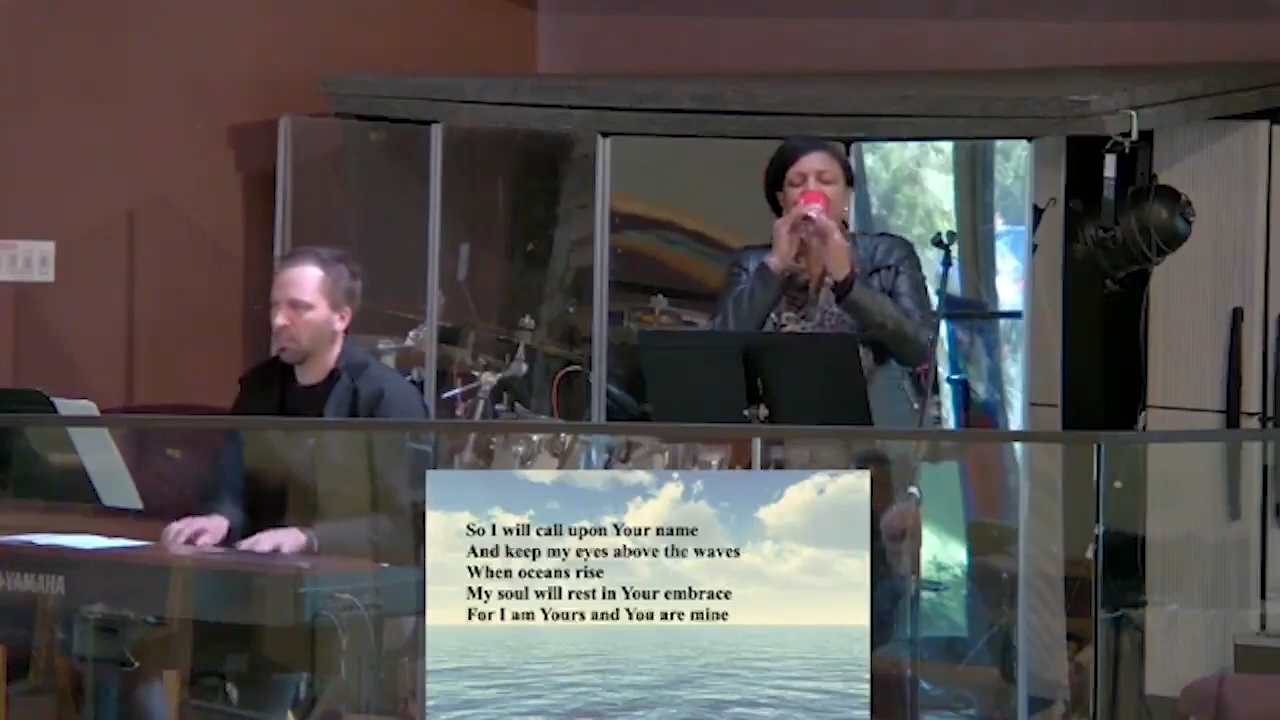 So I will call upon Your name
And keep my eyes above the waves
When oceans rise
My soul will rest in Your embrace
For I am Yours and You are mine
YAMAHA